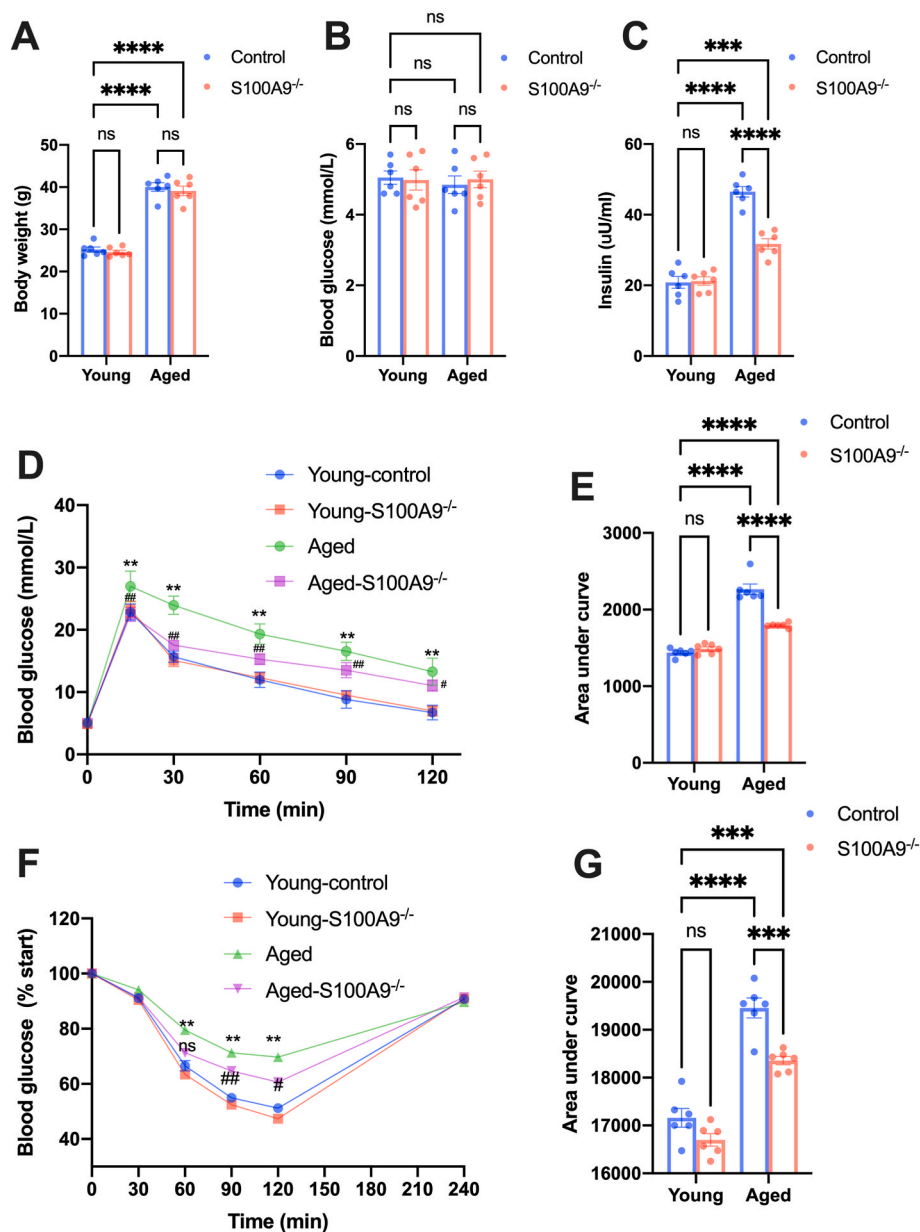 A
**** 
****
ns
ns
Control
S100A9-/-
Body weight (g)
50
40
30
20
10
0
Young
Aged
B
ns
ns
ns
ns
Control
S100A9-/-
Blood glucose (mmol/L)
6
4
2
0
Young
Aged
C
***
****
ns
****
Control
S100A9-/-
Insulin (uU/ml)
60
40
20
0
Young
Aged
D
Young-control
Young-S100A9-/-
Aged
Aged-S100A9-/-
Blood glucose (mmol/L)
40
30
20
10
0
** ** ** ** **
## ## ## ## #
0 30 60 90 120
Time (min)
E
Control
S100A9-/-
****
****
ns
****
Area under curve
3000
2000
1000
0
Young
Aged
F
Young-control
Young-S100A9-/-
Aged
Aged-S100A9-/-
Blood glucose (% start)
120
100
80
60
40
** ** **
ns ## #
0 30 60 90 120 150 180 210 240
Time (min)
G
Control
S100A9-/-
***
****
ns
***
Area under curve
21000
20000
19000
18000
17000
16000
Young
Aged